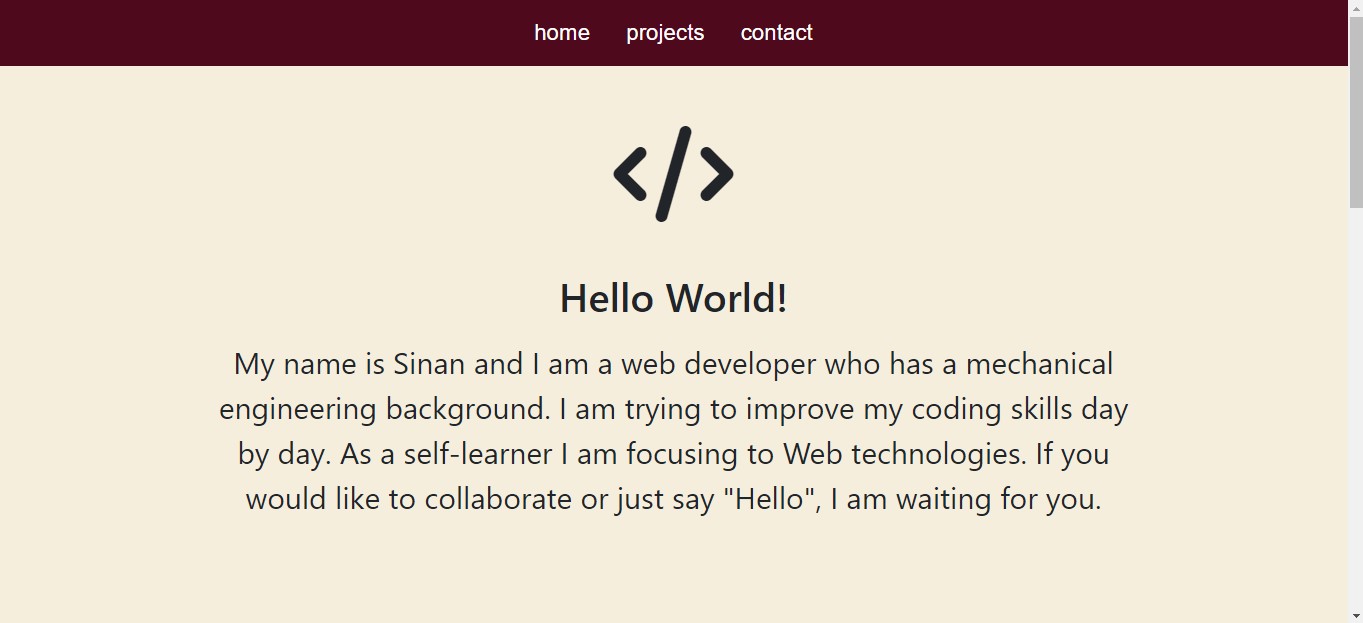 home projects contact
</>
Hello World!
My name is Sinan and I am a web developer who has a mechanical
engineering background. I am trying to improve my coding skills day
by day. As a self-learner I am focusing to Web technologies. If you
would like to collaborate or just say "Hello", I am waiting for you.